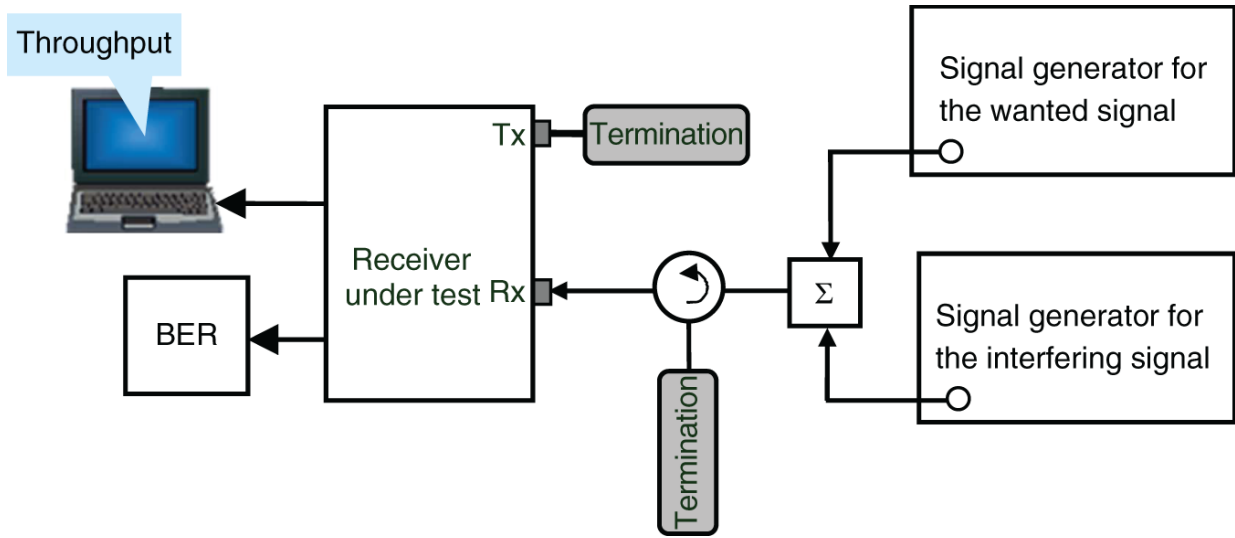 Throughput
Signal generator for
the wanted signal
Tx
Termination
Receiver
under test
Rx
Σ
BER
Signal generator for
the interfering signal
Termination